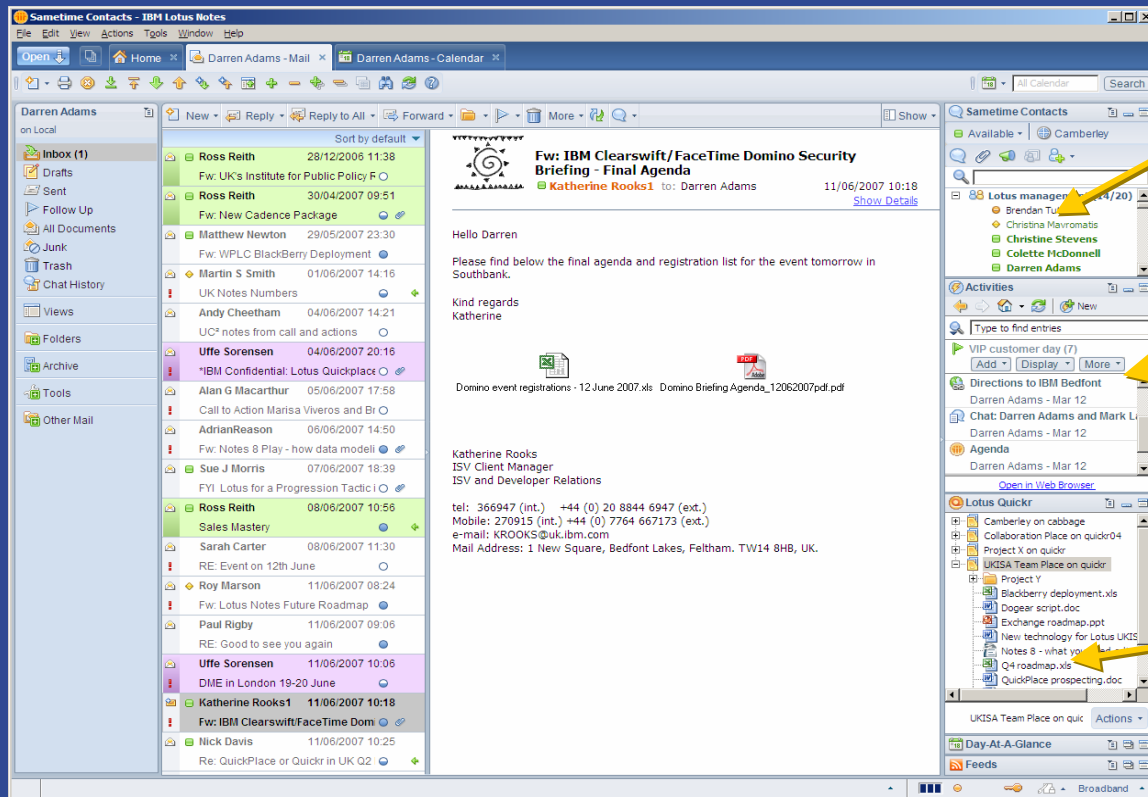 Sametime Contacts - IBM Lotus Notes
File Edit View Actions Tools Window Help
Open Home Darren Adams - Mail Darren Adams - Calendar
All Calendar Search
Darren Adams
on Local
Inbox (1)
Drafts
Sent
Follow Up
All Documents
Junk
Trash
Chat History
Views
Folders
Archive
Tools
Other Mail
New Reply Reply to All Forward More Show
Sort by default
Ross Reith 28/12/2006 11:38
Fw: UK's Institute for Public Policy F
Ross Reith 30/04/2007 09:51
Fw: New Cadence Package
Matthew Newton 29/05/2007 23:30
Fw: WPLC BlackBerry Deployment
Martin S Smith 01/06/2007 14:16
UK Notes Numbers
Andy Cheetham 04/06/2007 14:21
UC² notes from call and actions
Uffe Sorensen 04/06/2007 20:16
*IBM Confidential: Lotus Quickplace
Alan G Macarthur 05/06/2007 17:58
Call to Action Marisa Viveros and Br
AdrianReason 06/06/2007 14:50
Fw: Notes 8 Play - how data modeli
Sue J Morris 07/06/2007 18:39
FYI Lotus for a Progression Tactic i
Ross Reith 08/06/2007 10:56
Sales Mastery
Sarah Carter 08/06/2007 11:30
RE: Event on 12th June
Roy Marson 11/06/2007 08:24
Fw: Lotus Notes Future Roadmap
Paul Rigby 11/06/2007 09:06
RE: Good to see you again
Uffe Sorensen 11/06/2007 10:06
DME in London 19-20 June
Katherine Rooks1 11/06/2007 10:18
Fw: IBM Clearswift/FaceTime Dom
Nick Davis 11/06/2007 10:25
Re: QuickPlace or Quickr in UK Q2
Fw: IBM Clearswift/FaceTime Domino Security
Briefing - Final Agenda
Katherine Rooks1 to: Darren Adams 11/06/2007 10:18
Show Details
Hello Darren
Please find below the final agenda and registration list for the event tomorrow in
Southbank.
Kind regards
Katherine
Domino event registrations - 12 June 2007.xls Domino Briefing Agenda_12062007pdf.pdf
Katherine Rooks
ISV Client Manager
ISV and Developer Relations
tel: 366947 (int.) +44 (0) 20 8844 6947 (ext.)
Mobile: 270915 (int.) +44 (0) 7764 667173 (ext.)
e-mail: KROOKS@uk.ibm.com
Mail Address: 1 New Square, Bedfont Lakes, Feltham. TW14 8HB, UK.
Sametime Contacts
Available Camberley
Lotus /20)
Brendan
Christina Mavromatis
Christine Stevens
Colette McDonnell
Darren Adams
Activities
New
Type to find entries
VIP customer day (7)
Add Display More
Directions to IBM Bedfont
Darren Adams - Mar 12
Chat: Darren Adams and Mark
Darren Adams - Mar 12
Agenda
Darren Adams - Mar 12
Open in Web Browser
Lotus Quickr
Camberley on cabbage
Collaboration Place on quickr04
Project X on quickr
UKISA Team Place on quickr
Project Y
Blackberry deployment.xls
Dogear script.doc
Exchange roadmap.ppt
New technology for Lotus UKIS
Notes 8 - what
Q4 roadmap.xls
QuickPlace prospecting.doc
UKISA Team Place on quic Actions
Day-At-A-Glance
Feeds
Broadband